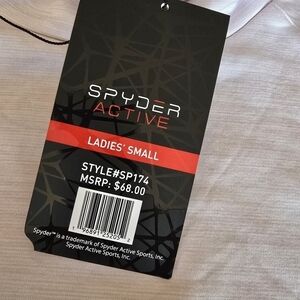 SPYDER
ACTIVE
LADIES' SMALL
STYLE#SP174
MSRP: $68.00
Spyder™ is a trademark of Spyder Active Sports, Inc.
Spyder Active Sports, Inc.